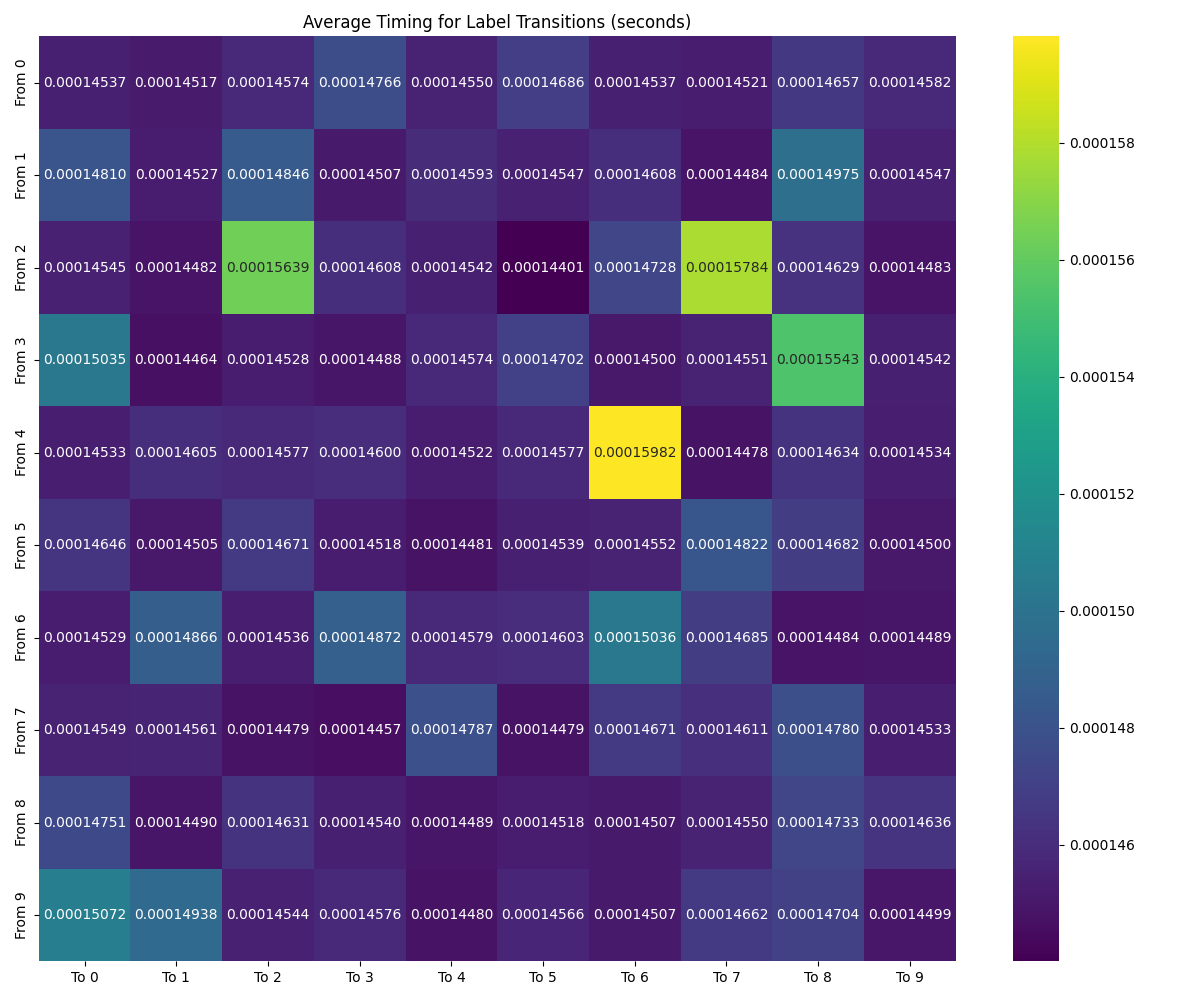 Average Timing for Label Transitions (seconds)
From 0 0.00014537 0.00014517 0.00014574 0.00014766 0.00014550 0.00014686 0.00014537 0.00014521 0.00014657 0.00014582
From 1 0.00014810 0.00014527 0.00014846 0.00014507 0.00014593 0.00014547 0.00014608 0.00014484 0.00014975 0.00014547
From 2 0.00014545 0.00014482 0.00015639 0.00014608 0.00014542 0.00014401 0.00014728 0.00015784 0.00014629 0.00014483
From 3 0.00015035 0.00014464 0.00014528 0.00014488 0.00014574 0.00014702 0.00014500 0.00014551 0.00015543 0.00014542
From 4 0.00014533 0.00014605 0.00014577 0.00014600 0.00014522 0.00014577 0.00015982 0.00014478 0.00014634 0.00014534
From 5 0.00014646 0.00014505 0.00014671 0.00014518 0.00014481 0.00014539 0.00014552 0.00014822 0.00014682 0.00014500
From 6 0.00014529 0.00014866 0.00014536 0.00014872 0.00014579 0.00014603 0.00015036 0.00014685 0.00014484 0.00014489
From 7 0.00014549 0.00014561 0.00014479 0.00014457 0.00014787 0.00014479 0.00014671 0.00014611 0.00014780 0.00014533
From 8 0.00014751 0.00014490 0.00014631 0.00014540 0.00014489 0.00014518 0.00014507 0.00014550 0.00014733 0.00014636
From 9 0.00015072 0.00014938 0.00014544 0.00014576 0.00014480 0.00014566 0.00014507 0.00014662 0.00014704 0.00014499
To 0 To 1 To 2 To 3 To 4 To 5 To 6 To 7 To 8 To 9
0.000158
0.000156
0.000154
0.000152
0.000150
0.000148
0.000146